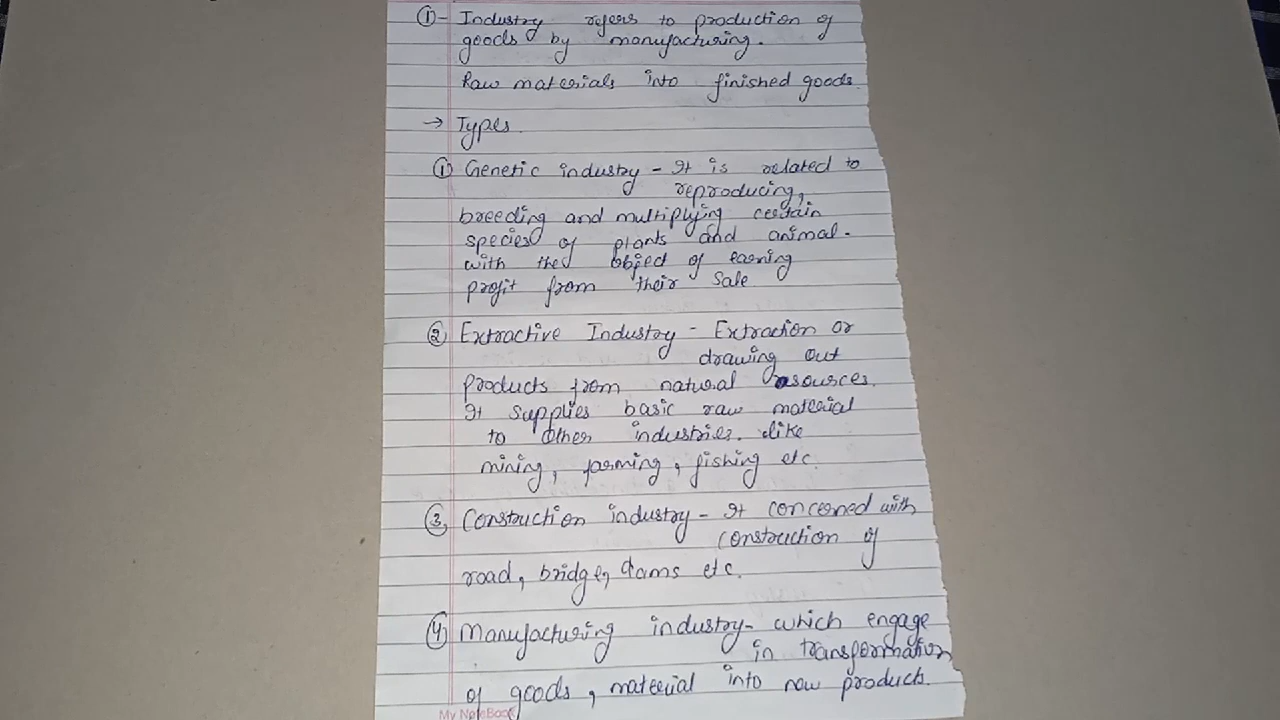 ①- Industry refers to production of
goods by manufacturing.
Raw materials into finished goods.
→ Types.
① Genetic industry - It is related to
reproducing,
breeding and multiplying certain
species of plants and animal.
with the object of earning
profit from their sale
② Extractive Industry - Extraction or
drawing out
products from natural resources.
It supplies basic raw material
to other industries. like
mining, farming, fishing etc.
③ Construction industry - It concerned with
construction of
road, bridge, dams etc.
④ Manufacturing industry- which engage
in transformation
of goods, material into new products.
My NoteBook